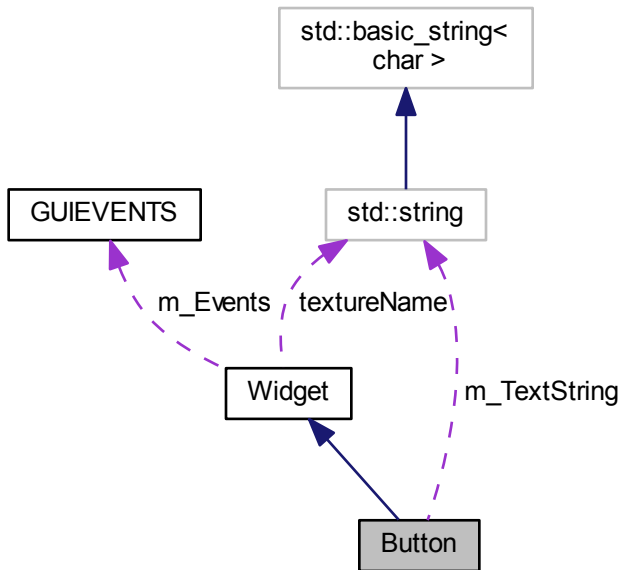 std::basic_string<
char >
GUIEVENTS
std::string
m_Events
textureName
Widget
m_TextString
Button